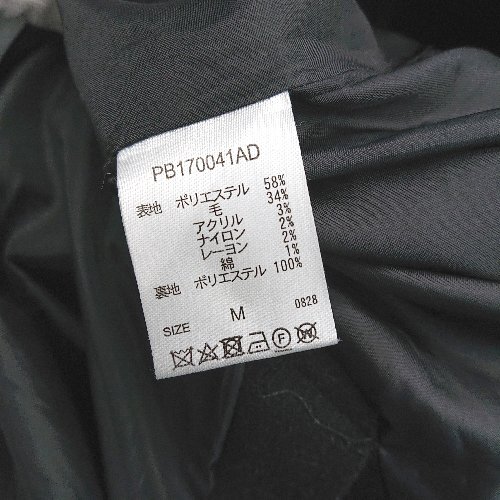 PB170041AD
表地 ポリエステル 58%
毛 34%
アクリル 3%
ナイロン 2%
レーヨン 2%
綿 1%
裏地 ポリエステル 100%
SIZE M 0828